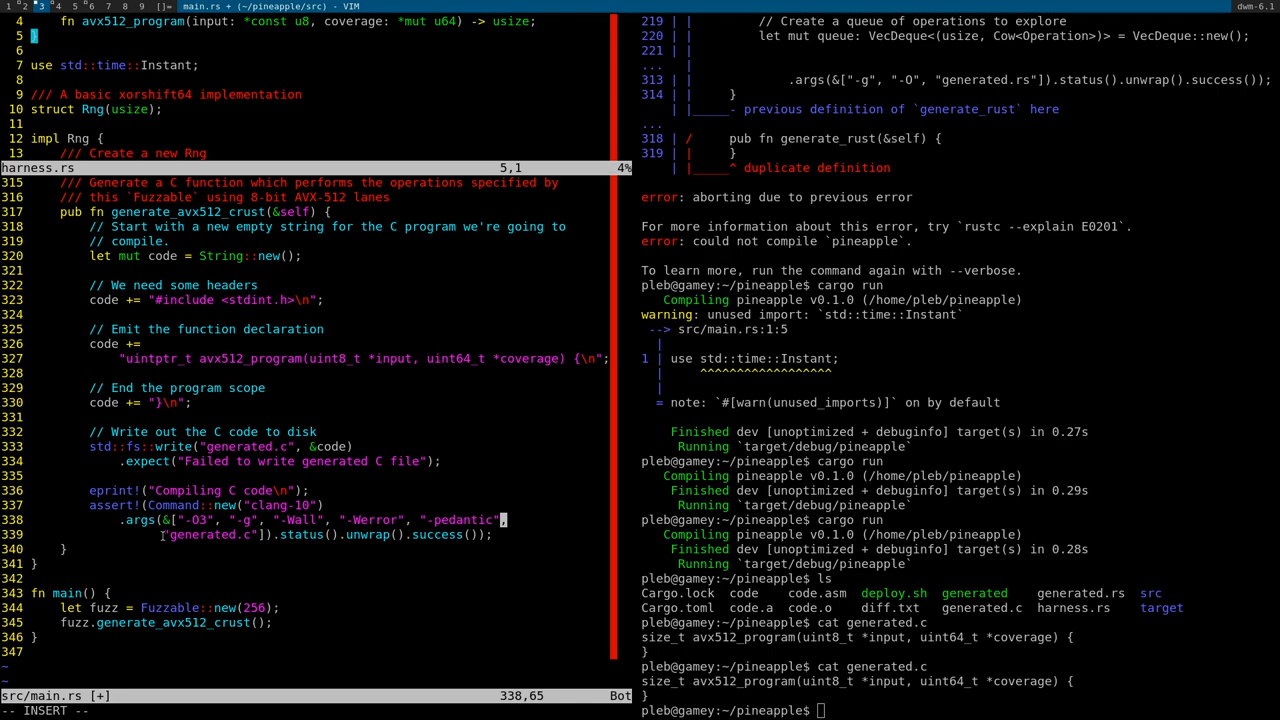 1 2 3 4 5 6 7 8 9 []= main.rs + (~/pineapple/src) - VIM dwm-6.1
4 fn avx512_program(input: *const u8, coverage: *mut u64) -> usize;
5 }
6
7 use std::time::Instant;
8
9 /// A basic xorshift64 implementation
10 struct Rng(usize);
11
12 impl Rng {
13 /// Create a new Rng
harness.rs 5,1 4%
315 /// Generate a C function which performs the operations specified by
316 /// this `Fuzzable` using 8-bit AVX-512 lanes
317 pub fn generate_avx512_crust(&self) {
318 // Start with a new empty string for the C program we're going to
319 // compile.
320 let mut code = String::new();
321
322 // We need some headers
323 code += "#include <stdint.h>\n";
324
325 // Emit the function declaration
326 code +=
327 "uintptr_t avx512_program(uint8_t *input, uint64_t *coverage) {\n";
328
329 // End the program scope
330 code += "}\n";
331
332 // Write out the C code to disk
333 std::fs::write("generated.c", &code)
334 .expect("Failed to write generated C file");
335
336 eprint!("Compiling C code\n");
337 assert!(Command::new("clang-10")
338 .args(&["-O3", "-g", "-Wall", "-Werror", "-pedantic",
339 "generated.c"]).status().unwrap().success());
340 }
341 }
342
343 fn main() {
344 let fuzz = Fuzzable::new(256);
345 fuzz.generate_avx512_crust();
346 }
347
~
~
src/main.rs [+] 338,65 Bot
-- INSERT --
219 | | // Create a queue of operations to explore
220 | | let mut queue: VecDeque<(usize, Cow<Operation>)> = VecDeque::new();
221 | |
... |
313 | | .args(&["-g", "-O", "generated.rs"]).status().unwrap().success());
314 | | }
| |_____- previous definition of `generate_rust` here
...
318 | / pub fn generate_rust(&self) {
319 | | }
| |_____^ duplicate definition
error: aborting due to previous error
For more information about this error, try `rustc --explain E0201`.
error: could not compile `pineapple`.
To learn more, run the command again with --verbose.
pleb@gamey:~/pineapple$ cargo run
Compiling pineapple v0.1.0 (/home/pleb/pineapple)
warning: unused import: `std::time::Instant`
--> src/main.rs:1:5
|
1 | use std::time::Instant;
| ^^^^^^^^^^^^^^^^^^
|
= note: `#[warn(unused_imports)]` on by default
Finished dev [unoptimized + debuginfo] target(s) in 0.27s
Running `target/debug/pineapple`
pleb@gamey:~/pineapple$ cargo run
Compiling pineapple v0.1.0 (/home/pleb/pineapple)
Finished dev [unoptimized + debuginfo] target(s) in 0.29s
Running `target/debug/pineapple`
pleb@gamey:~/pineapple$ cargo run
Compiling pineapple v0.1.0 (/home/pleb/pineapple)
Finished dev [unoptimized + debuginfo] target(s) in 0.28s
Running `target/debug/pineapple`
pleb@gamey:~/pineapple$ ls
Cargo.lock code code.asm deploy.sh generated generated.rs src
Cargo.toml code.a code.o diff.txt generated.c harness.rs target
pleb@gamey:~/pineapple$ cat generated.c
size_t avx512_program(uint8_t *input, uint64_t *coverage) {
}
pleb@gamey:~/pineapple$ cat generated.c
size_t avx512_program(uint8_t *input, uint64_t *coverage) {
}
pleb@gamey:~/pineapple$